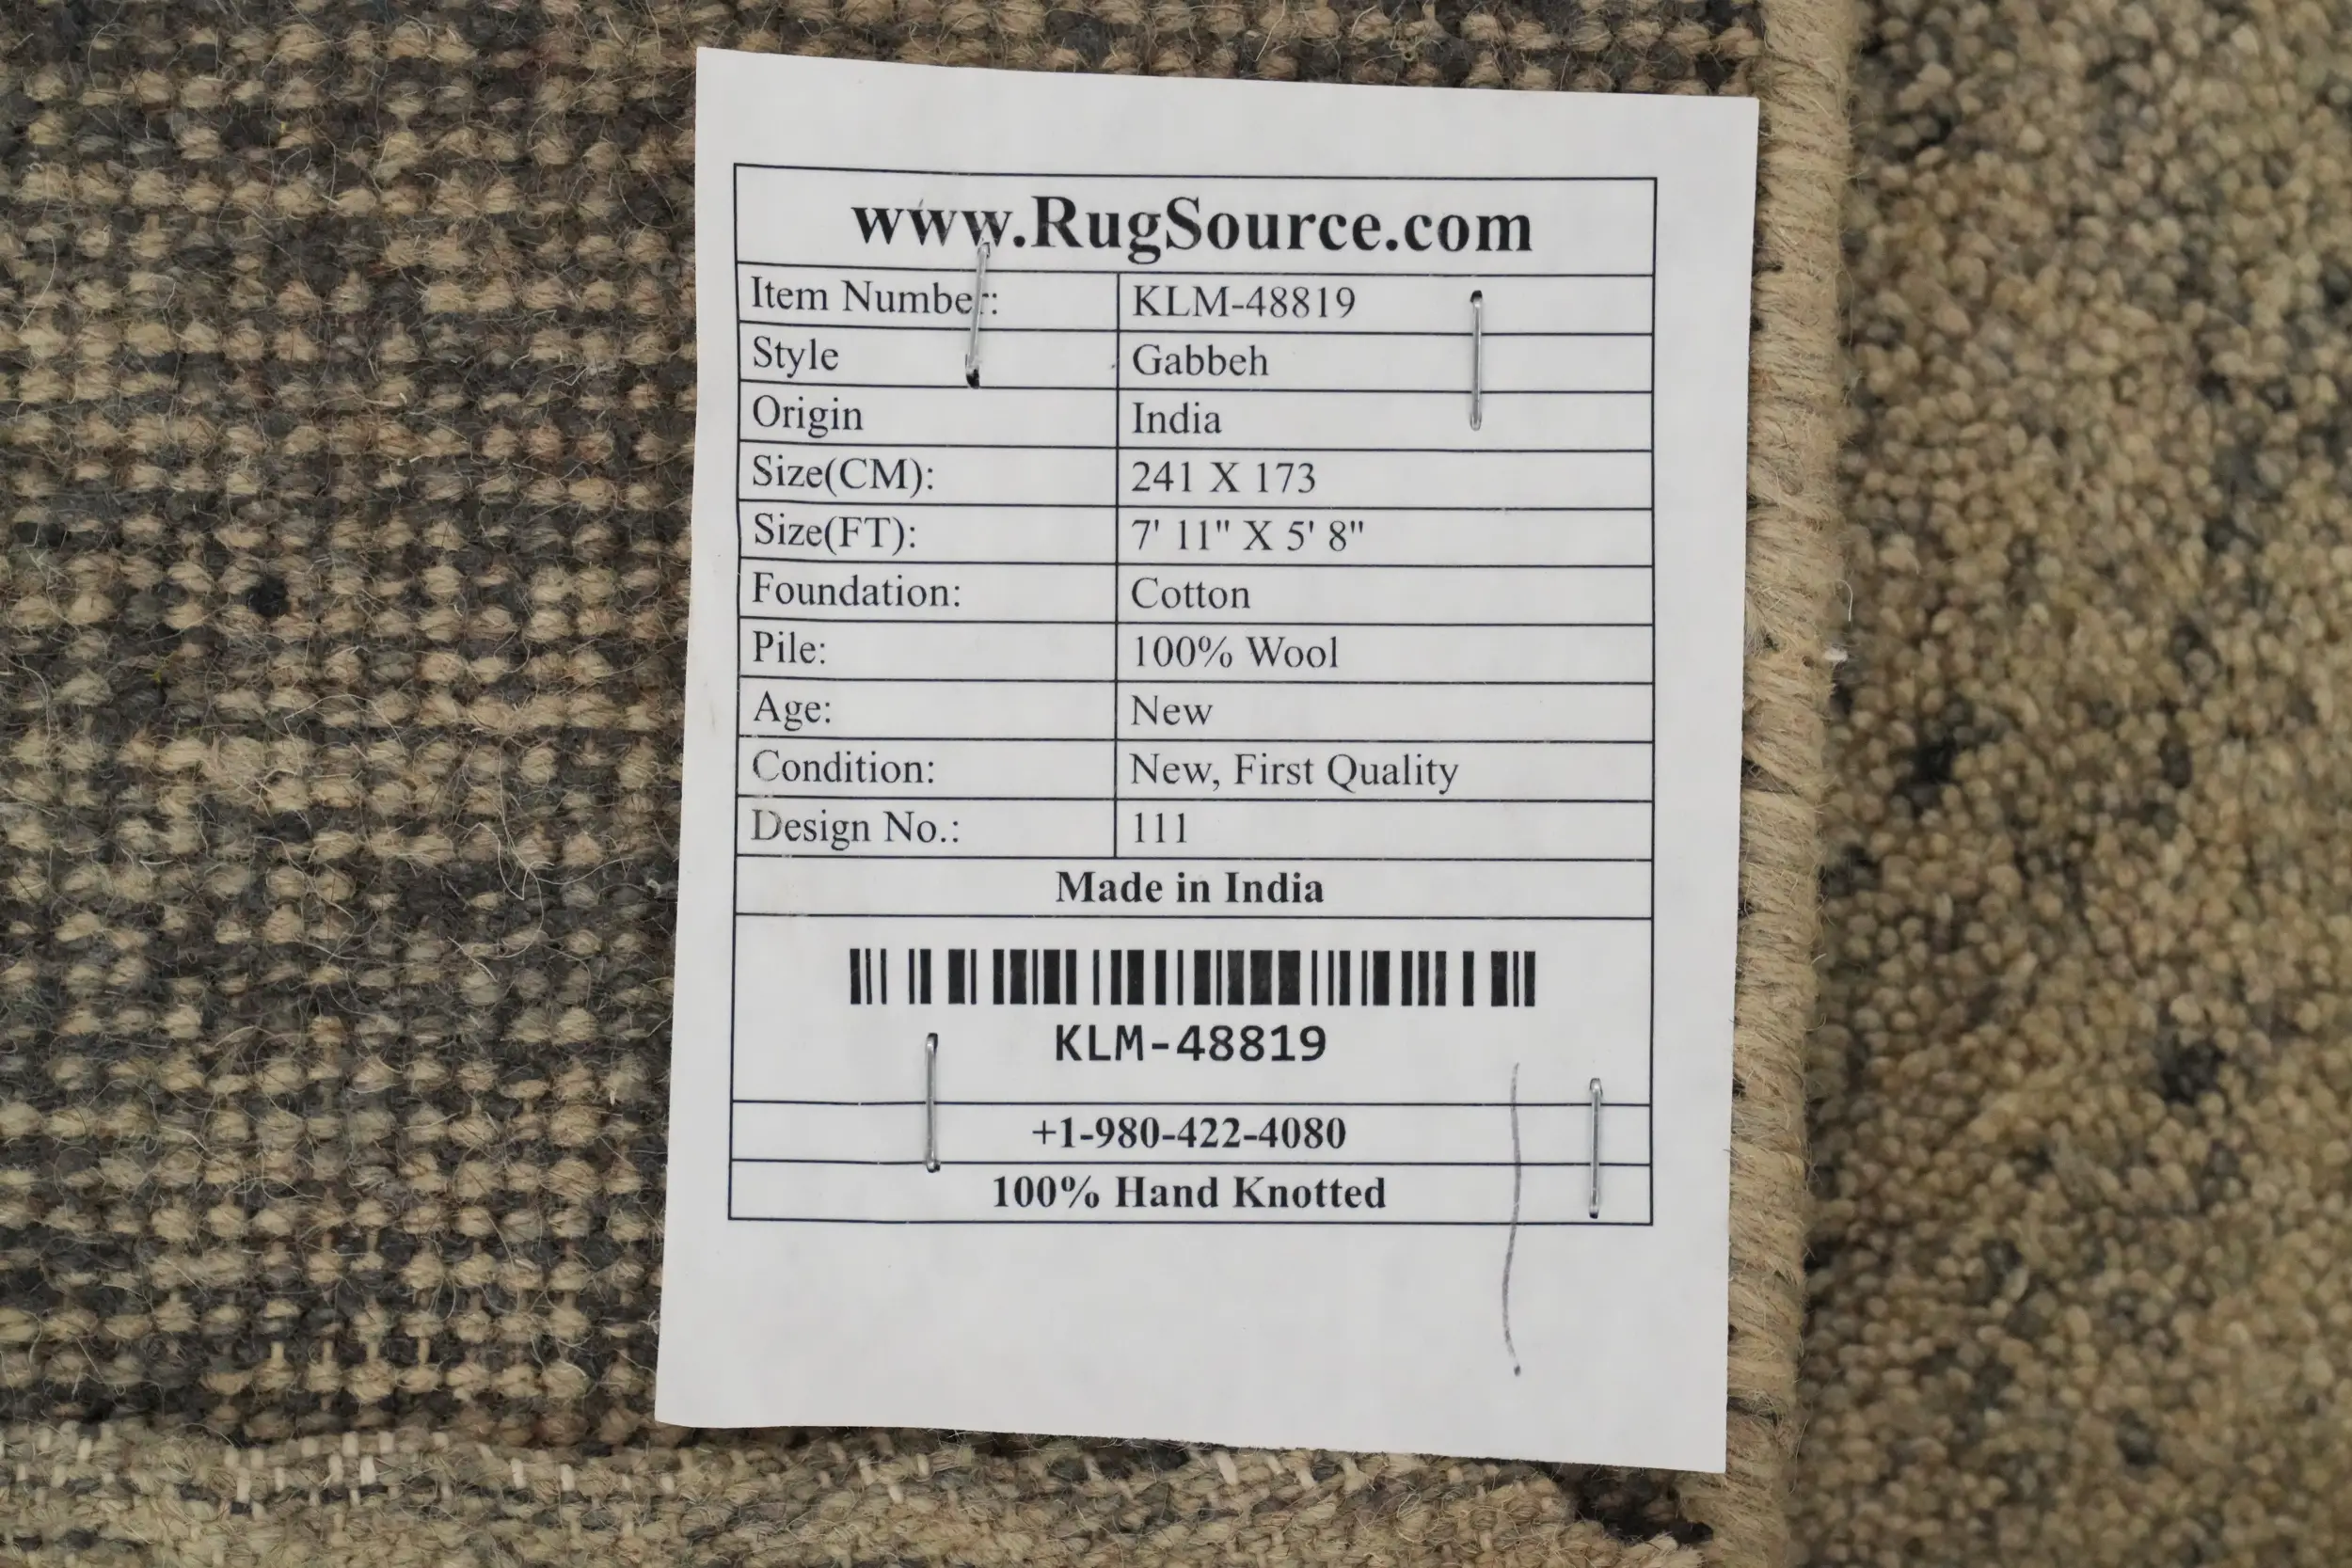 www.RugSource.com
Item Number: KLM-48819
Style Gabbeh
Origin India
Size(CM): 241 X 173
Size(FT): 7' 11" X 5' 8"
Foundation: Cotton
Pile: 100% Wool
Age: New
Condition: New, First Quality
Design No.: 111
Made in India
KLM-48819
+1-980-422-4080
100% Hand Knotted